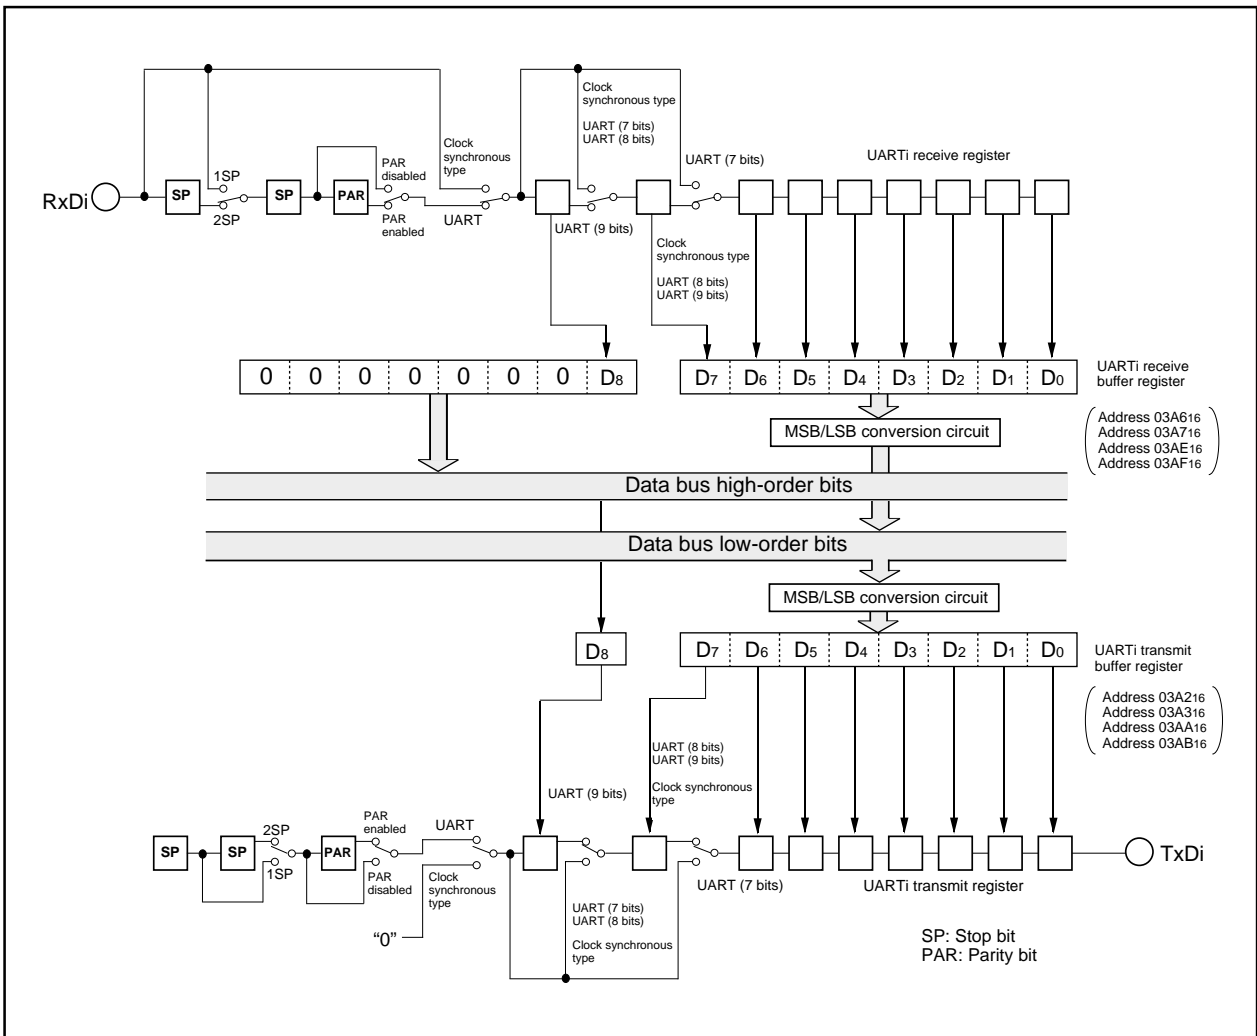 Clock
synchronous type
UART (7 bits)
UART (8 bits)
Clock
synchronous
type
UART (7 bits)
UARTi receive register
PAR
disabled
1SP
RxDi
SP
SP
PAR
2SP
PAR
enabled
UART
UART (9 bits)
Clock
synchronous type
UART (8 bits)
UART (9 bits)
0 0 0 0 0 0 0 D8
D7 D6 D5 D4 D3 D2 D1 D0
UARTi receive
buffer register
MSB/LSB conversion circuit
Address 03A616
Address 03A716
Address 03AE16
Address 03AF16
Data bus high-order bits
Data bus low-order bits
MSB/LSB conversion circuit
D8
D7 D6 D5 D4 D3 D2 D1 D0
UARTi transmit
buffer register
Address 03A216
Address 03A316
Address 03AA16
Address 03AB16
UART (8 bits)
UART (9 bits)
Clock synchronous
type
UART (9 bits)
PAR
enabled
UART
2SP
SP
SP
PAR
TxDi
1SP
PAR
disabled
Clock
synchronous
type
UART (7 bits)
UARTi transmit register
UART (7 bits)
UART (8 bits)
Clock synchronous
type
“0”
SP: Stop bit
PAR: Parity bit